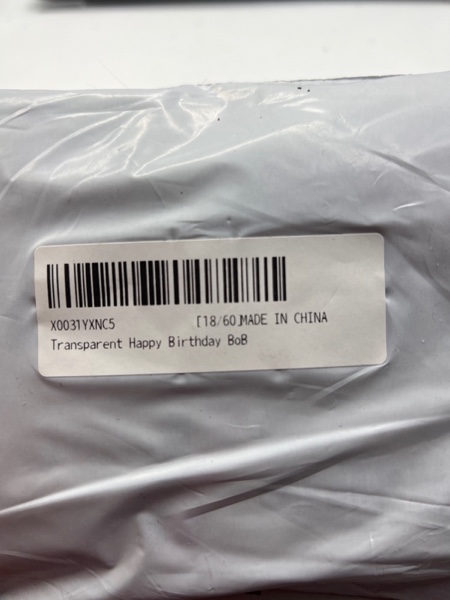 X0031YXNC5 [18/60]MADE IN CHINA
Transparent Happy Birthday BoB